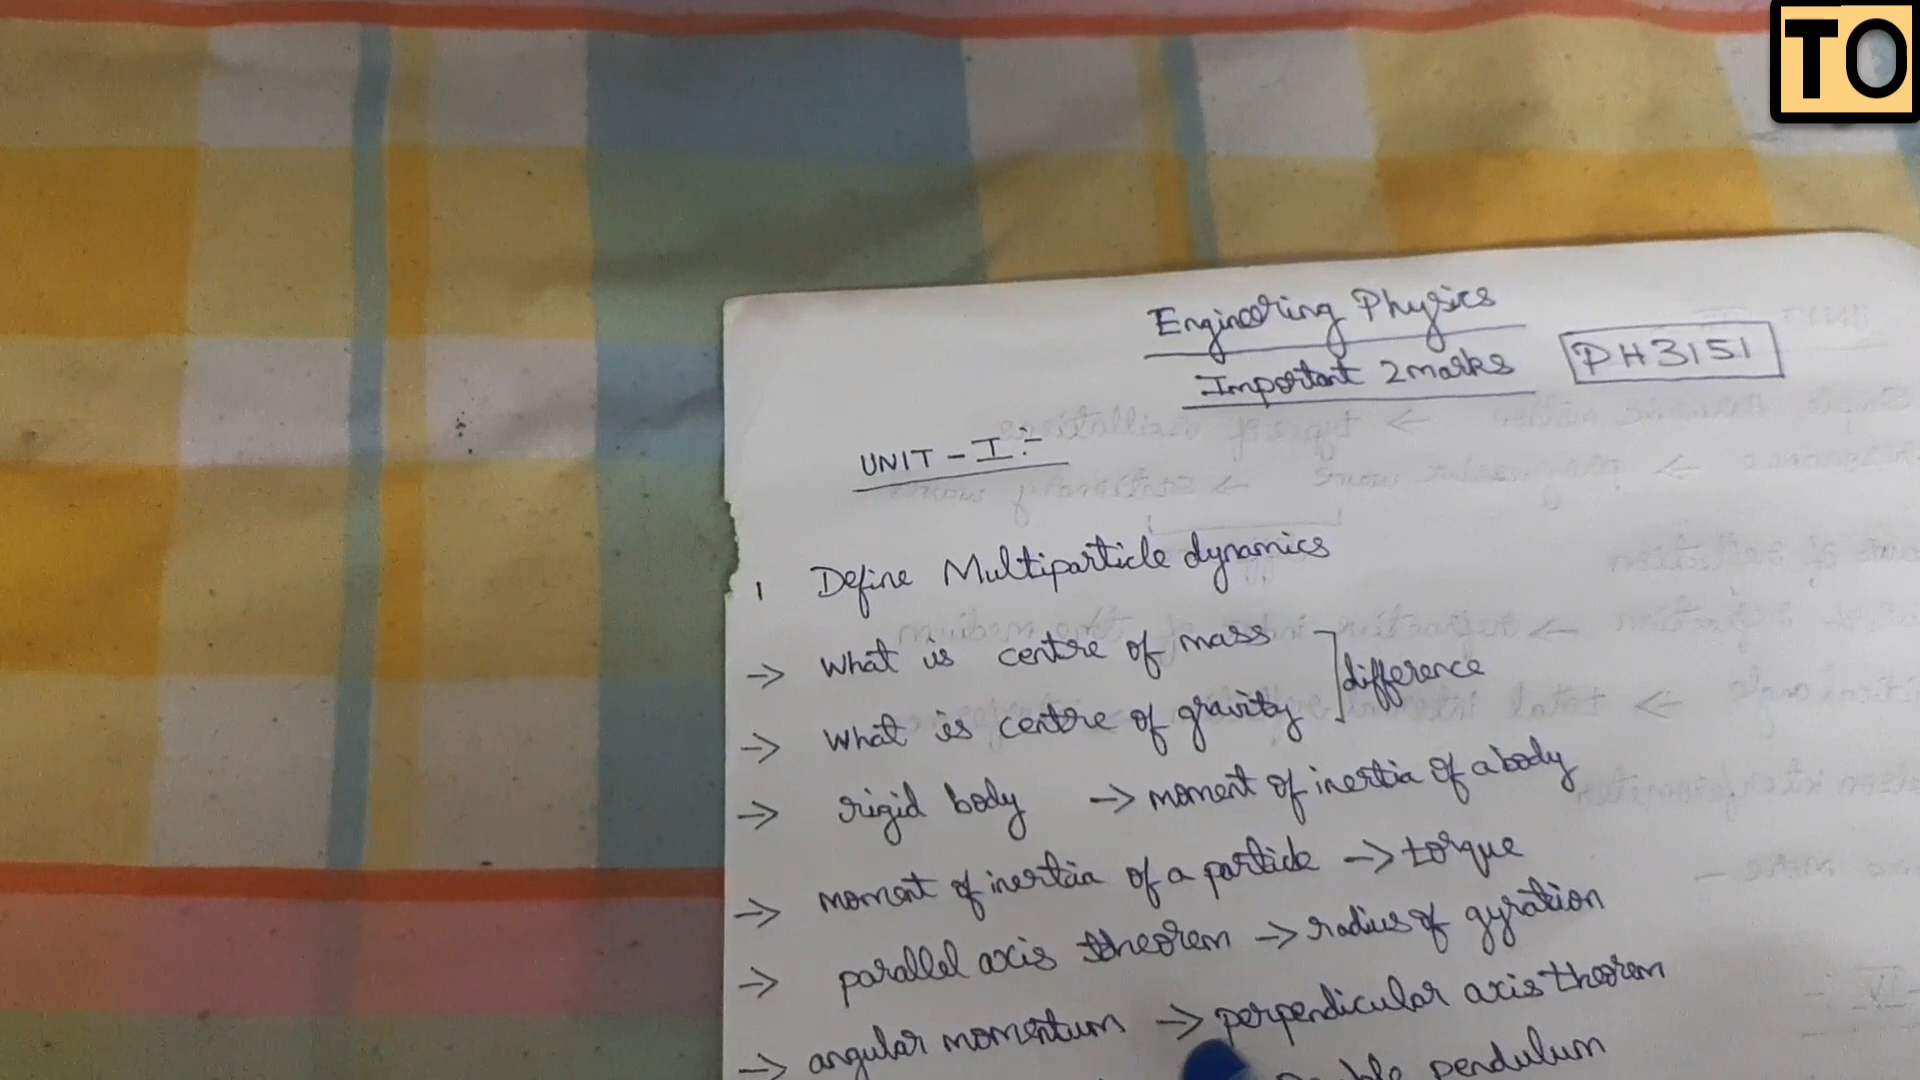 TO
Engineering Physics
Important 2 marks PH3151
UNIT - I :-
1 Define Multiparticle dynamics
→ What is centre of mass
→ What is centre of gravity ] difference
→ rigid body → moment of inertia of a body
→ moment of inertia of a particle → torque
→ parallel axis theorem → radius of gyration
→ angular momentum → perpendicular axis theorem
pendulum